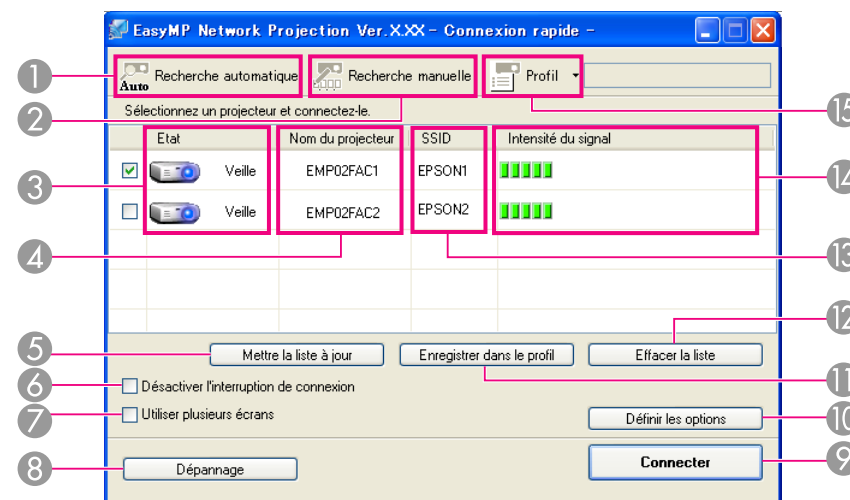 EasyMP Network Projection Ver.X.XX – Connexion rapide –
1 Auto Recherche automatique Recherche manuelle Profil
2 Sélectionnez un projecteur et connectez-le. 15
Etat Nom du projecteur SSID Intensité du signal
3 Veille EMP02FAC1 EPSON1 14
Veille EMP02FAC2 EPSON2
4 13
12
5 Mettre la liste à jour Enregistrer dans le profil Effacer la liste
6 Désactiver l'interruption de connexion 11
7 Utiliser plusieurs écrans Définir les options 10
8 Dépannage Connecter 9